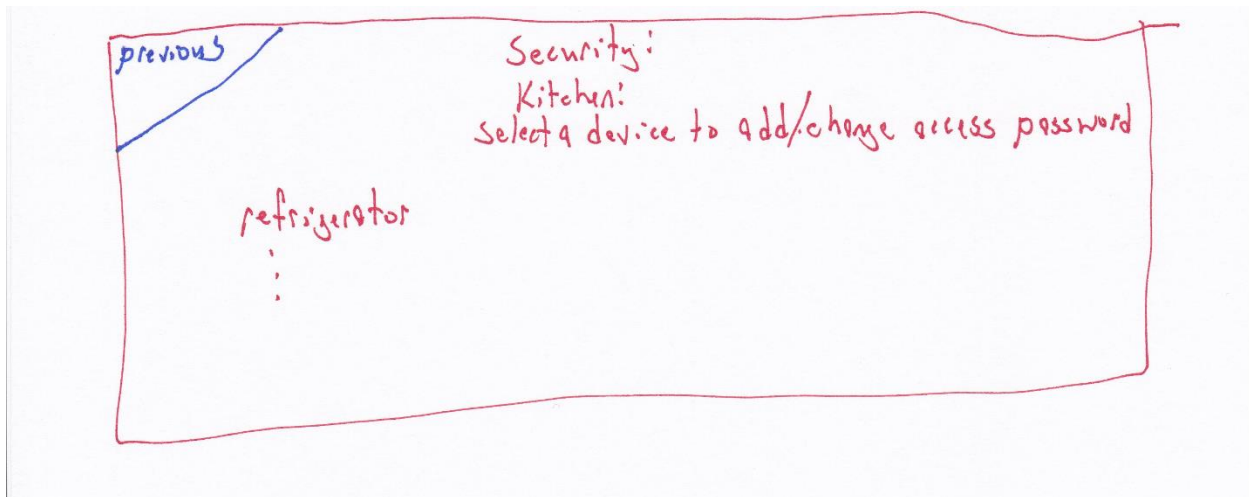 previous
Security:
Kitchen:
Select a device to add/change access password
refrigerator
⋮